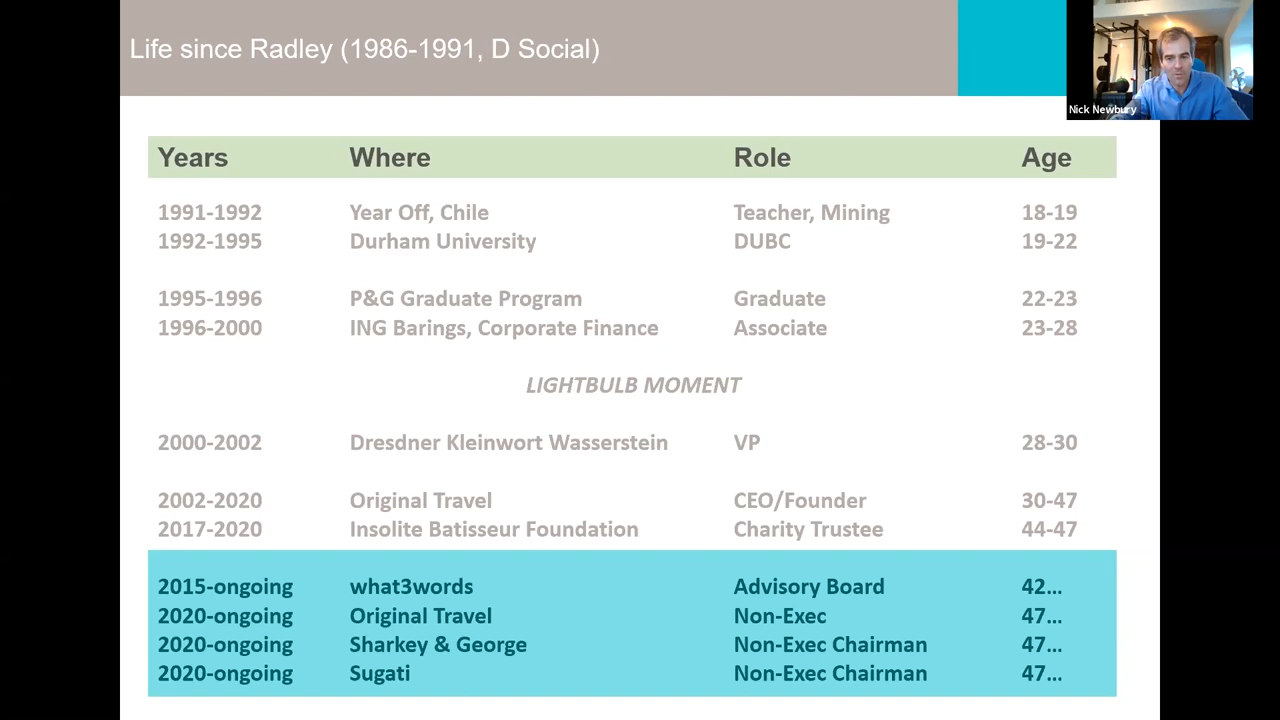 Life since Radley (1986-1991, D Social)
Nick Newbury
Years Where Role Age
1991-1992 Year Off, Chile Teacher, Mining 18-19
1992-1995 Durham University DUBC 19-22
1995-1996 P&G Graduate Program Graduate 22-23
1996-2000 ING Barings, Corporate Finance Associate 23-28
LIGHTBULB MOMENT
2000-2002 Dresdner Kleinwort Wasserstein VP 28-30
2002-2020 Original Travel CEO/Founder 30-47
2017-2020 Insolite Batisseur Foundation Charity Trustee 44-47
2015-ongoing what3words Advisory Board 42...
2020-ongoing Original Travel Non-Exec 47...
2020-ongoing Sharkey & George Non-Exec Chairman 47...
2020-ongoing Sugati Non-Exec Chairman 47...